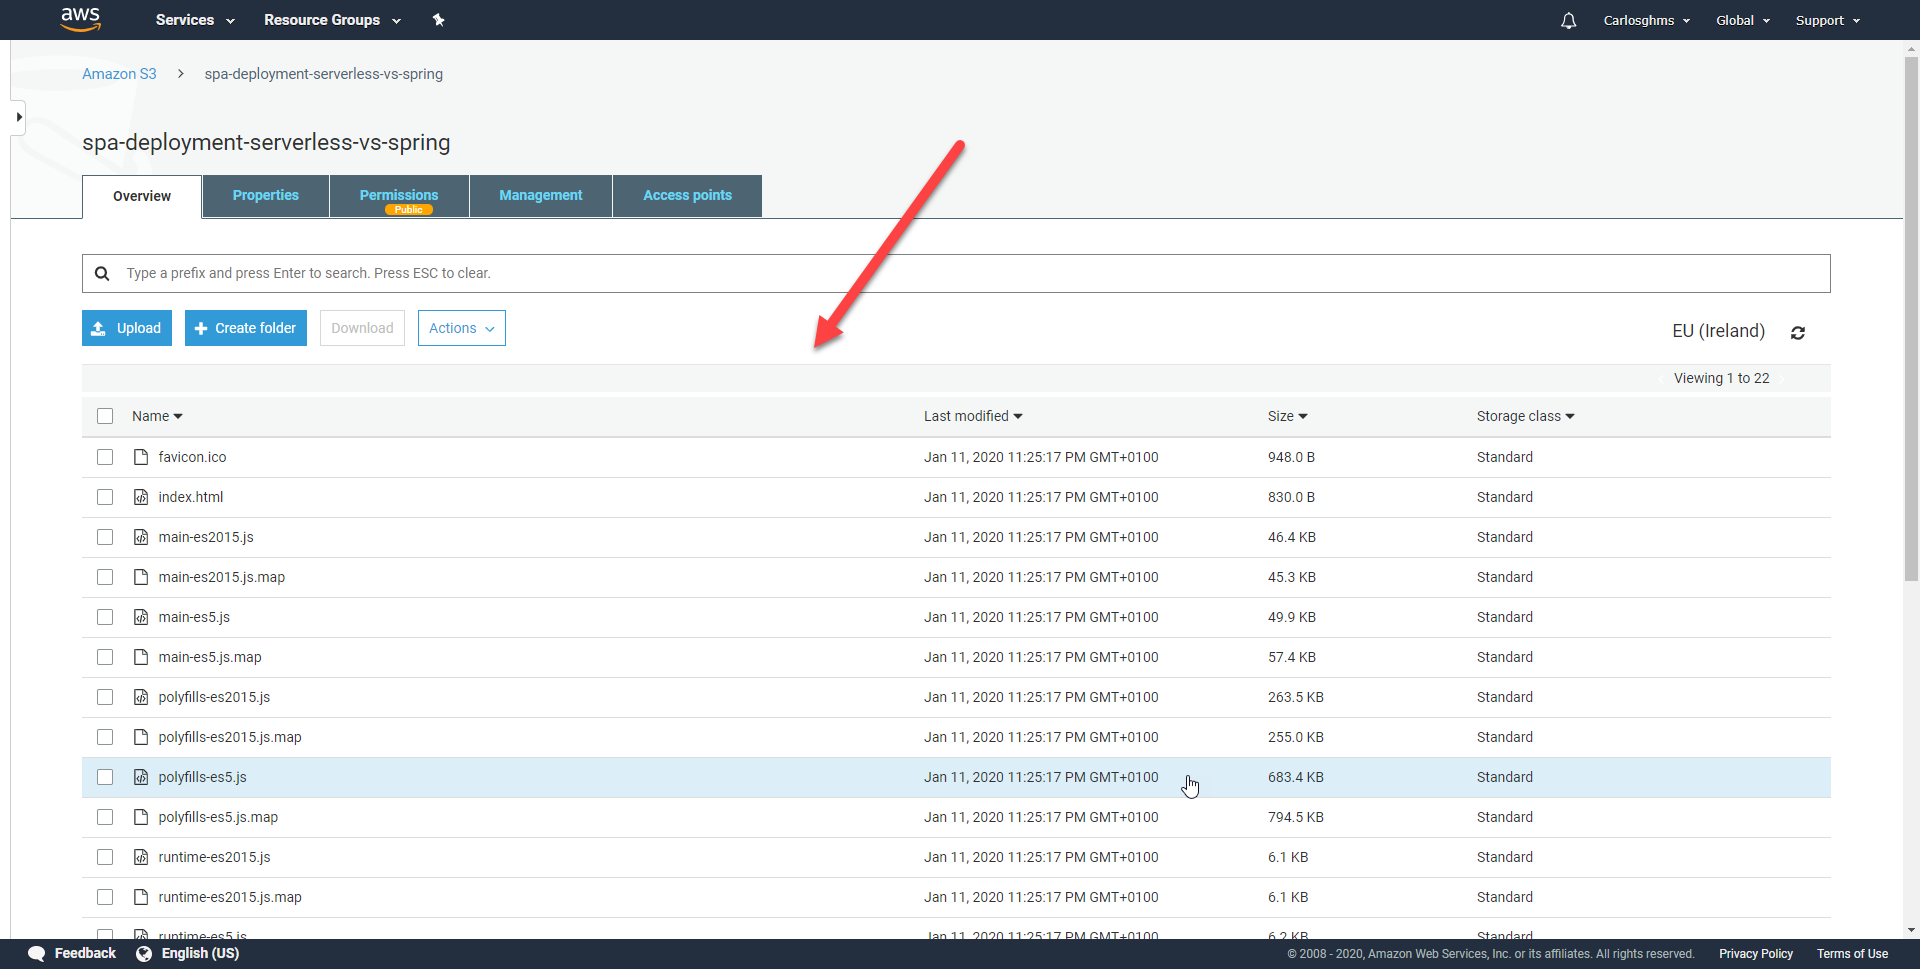 aws Services Resource Groups Carlosghms Global Support
Amazon S3 > spa-deployment-serverless-vs-spring
spa-deployment-serverless-vs-spring
Overview Properties Permissions Management Access points
Public
Type a prefix and press Enter to search. Press ESC to clear.
Upload Create folder Download Actions EU (Ireland)
Viewing 1 to 22
Name Last modified Size Storage class
favicon.ico Jan 11, 2020 11:25:17 PM GMT+0100 948.0 B Standard
index.html Jan 11, 2020 11:25:17 PM GMT+0100 830.0 B Standard
main-es2015.js Jan 11, 2020 11:25:17 PM GMT+0100 46.4 KB Standard
main-es2015.js.map Jan 11, 2020 11:25:17 PM GMT+0100 45.3 KB Standard
main-es5.js Jan 11, 2020 11:25:17 PM GMT+0100 49.9 KB Standard
main-es5.js.map Jan 11, 2020 11:25:17 PM GMT+0100 57.4 KB Standard
polyfills-es2015.js Jan 11, 2020 11:25:17 PM GMT+0100 263.5 KB Standard
polyfills-es2015.js.map Jan 11, 2020 11:25:17 PM GMT+0100 255.0 KB Standard
polyfills-es5.js Jan 11, 2020 11:25:17 PM GMT+0100 683.4 KB Standard
polyfills-es5.js.map Jan 11, 2020 11:25:17 PM GMT+0100 794.5 KB Standard
runtime-es2015.js Jan 11, 2020 11:25:17 PM GMT+0100 6.1 KB Standard
runtime-es2015.js.map Jan 11, 2020 11:25:17 PM GMT+0100 6.1 KB Standard
runtime-es5.js Jan 11, 2020 11:25:17 PM GMT+0100 6.2 KB Standard
Feedback English (US) © 2008 - 2020, Amazon Web Services, Inc. or its affiliates. All rights reserved. Privacy Policy Terms of Use